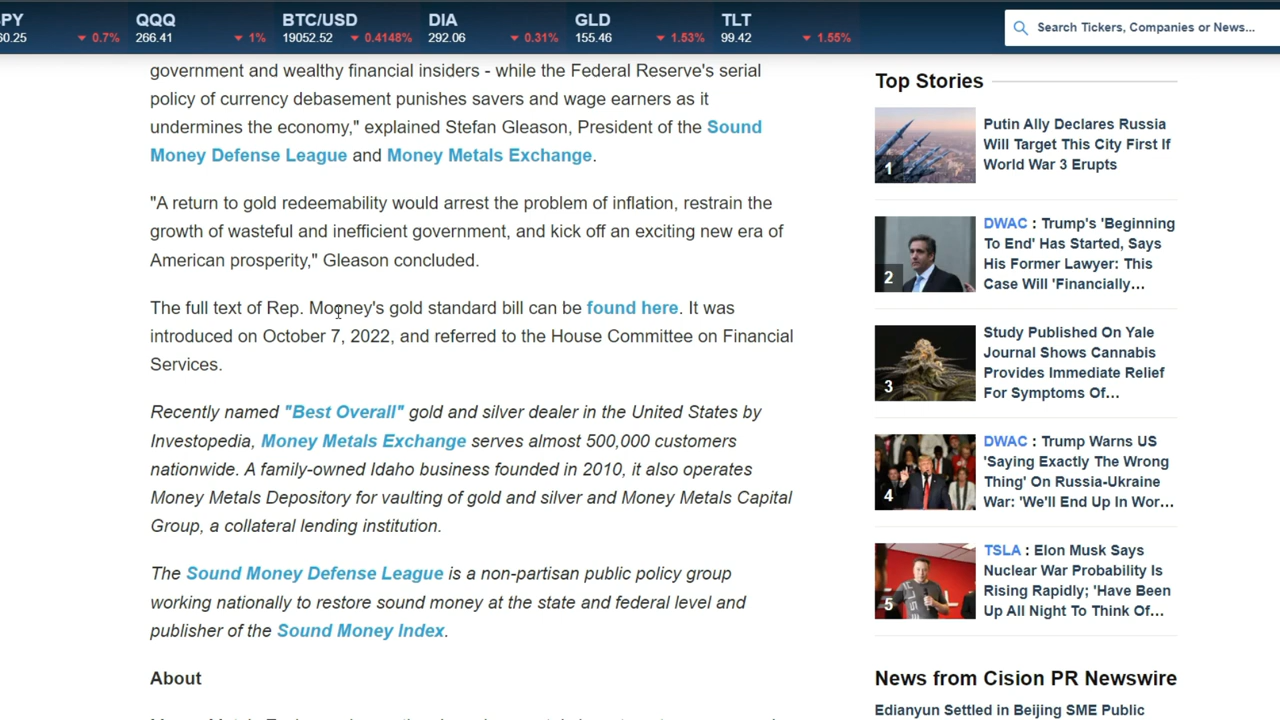 PY
60.25
0.7%
QQQ
266.41
1%
BTC/USD
19052.52
0.4148%
DIA
292.06
0.31%
GLD
155.46
1.53%
TLT
99.42
1.55%
Search Tickers, Companies or News...
government and wealthy financial insiders - while the Federal Reserve's serial
policy of currency debasement punishes savers and wage earners as it
undermines the economy," explained Stefan Gleason, President of the Sound
Money Defense League and Money Metals Exchange.
"A return to gold redeemability would arrest the problem of inflation, restrain the
growth of wasteful and inefficient government, and kick off an exciting new era of
American prosperity," Gleason concluded.
The full text of Rep. Mooney's gold standard bill can be found here. It was
introduced on October 7, 2022, and referred to the House Committee on Financial
Services.
Recently named "Best Overall" gold and silver dealer in the United States by
Investopedia, Money Metals Exchange serves almost 500,000 customers
nationwide. A family-owned Idaho business founded in 2010, it also operates
Money Metals Depository for vaulting of gold and silver and Money Metals Capital
Group, a collateral lending institution.
The Sound Money Defense League is a non-partisan public policy group
working nationally to restore sound money at the state and federal level and
publisher of the Sound Money Index.
About
Top Stories
1
Putin Ally Declares Russia
Will Target This City First If
World War 3 Erupts
2
DWAC : Trump's 'Beginning
To End' Has Started, Says
His Former Lawyer: This
Case Will 'Financially...
3
Study Published On Yale
Journal Shows Cannabis
Provides Immediate Relief
For Symptoms Of...
4
DWAC : Trump Warns US
'Saying Exactly The Wrong
Thing' On Russia-Ukraine
War: 'We'll End Up In Wor...
5
TSLA : Elon Musk Says
Nuclear War Probability Is
Rising Rapidly; 'Have Been
Up All Night To Think Of...
News from Cision PR Newswire
Edianyun Settled in Beijing SME Public